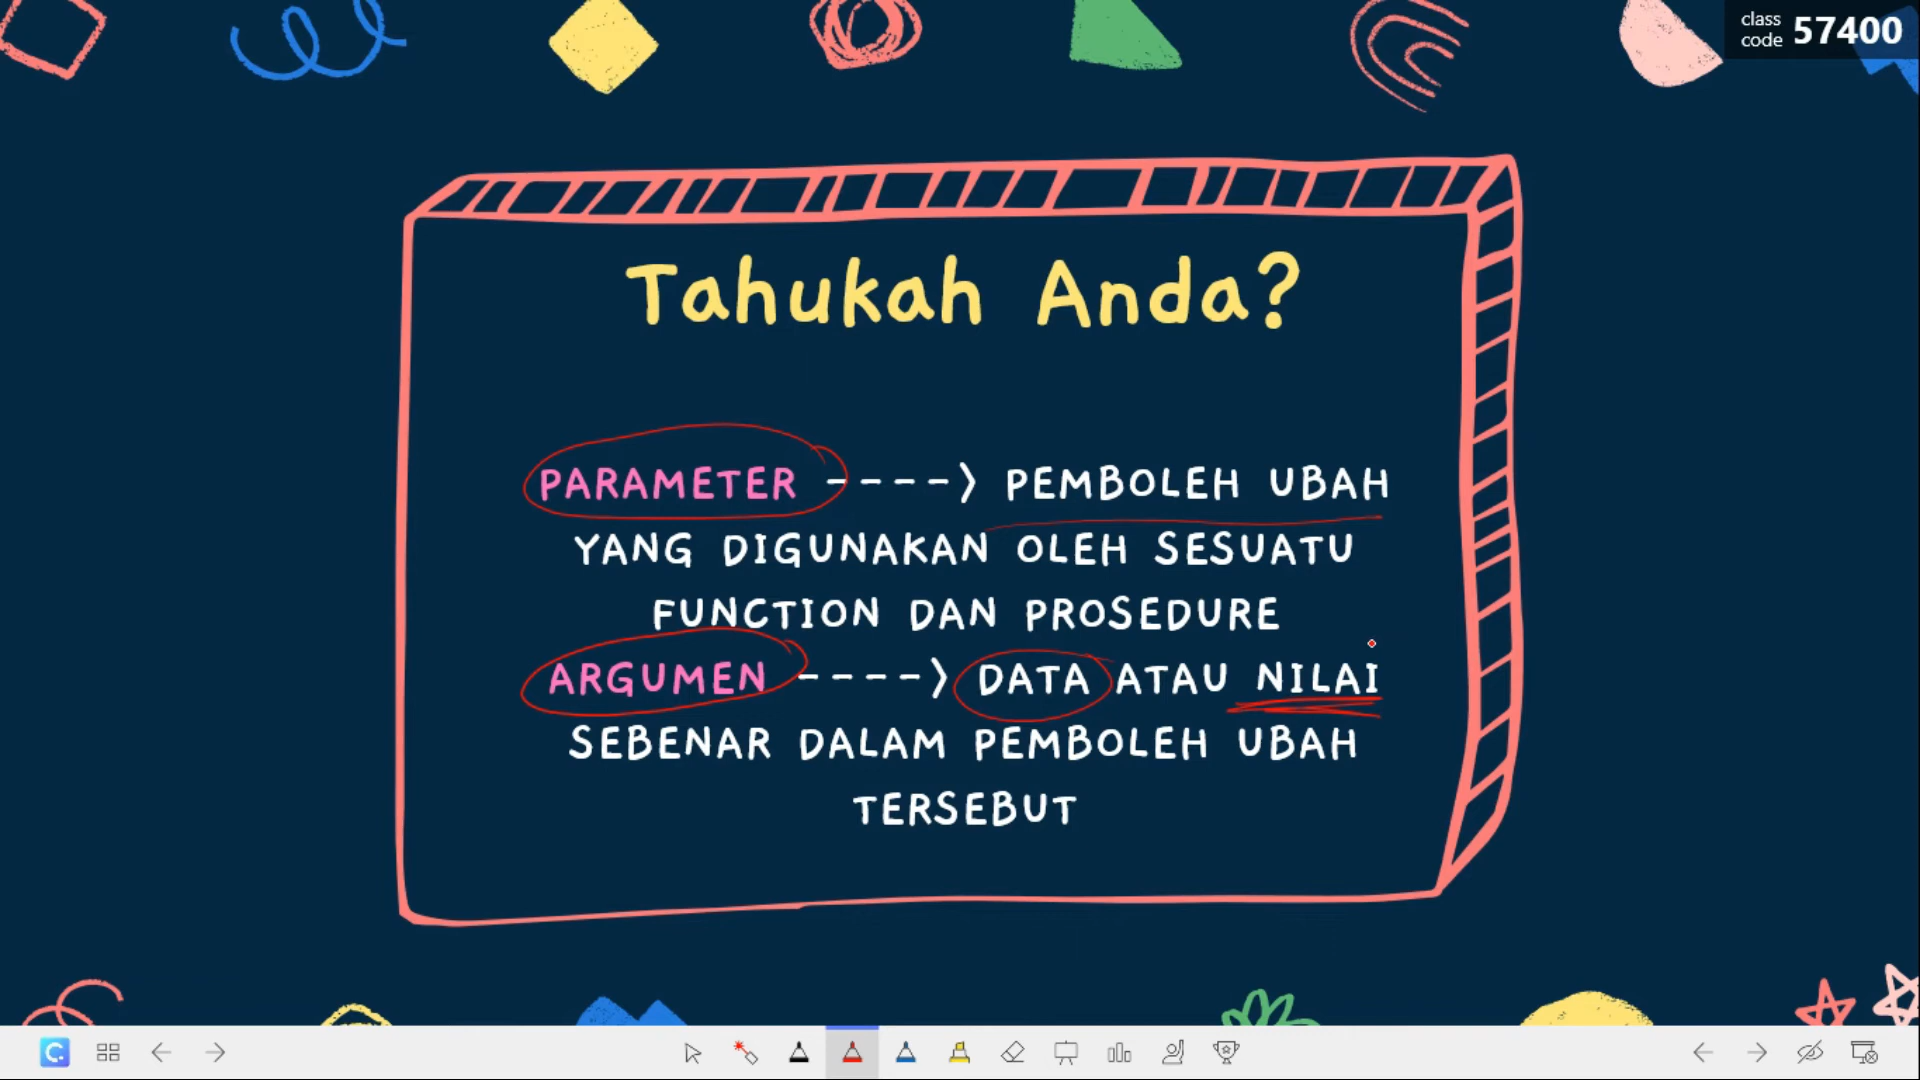 class code 57400
Tahukah Anda?
PARAMETER ----> PEMBOLEH UBAH
YANG DIGUNAKAN OLEH SESUATU
FUNCTION DAN PROSEDURE
ARGUMEN ----> DATA ATAU NILAI
SEBENAR DALAM PEMBOLEH UBAH
TERSEBUT